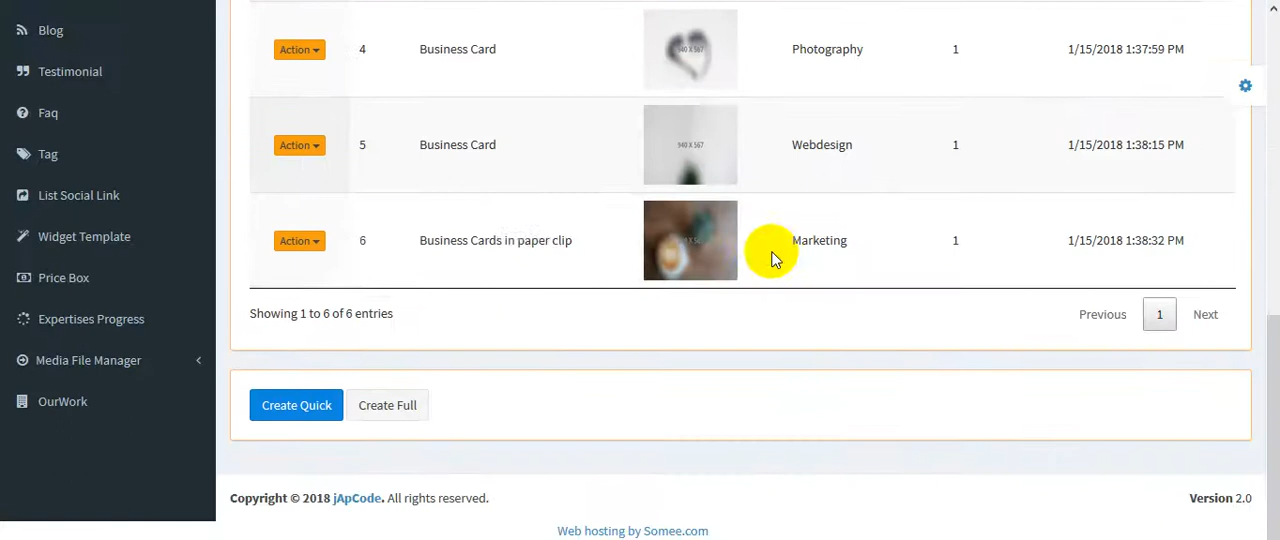 Blog
Testimonial
Faq
Tag
List Social Link
Widget Template
Price Box
Expertises Progress
Media File Manager
OurWork
Action 4 Business Card 940 X 567 Photography 1 1/15/2018 1:37:59 PM
Action 5 Business Card 940 X 567 Webdesign 1 1/15/2018 1:38:15 PM
Action 6 Business Cards in paper clip Marketing 1 1/15/2018 1:38:32 PM
Showing 1 to 6 of 6 entries
Previous 1 Next
Create Quick Create Full
Copyright © 2018 jApCode. All rights reserved. Version 2.0
Web hosting by Somee.com